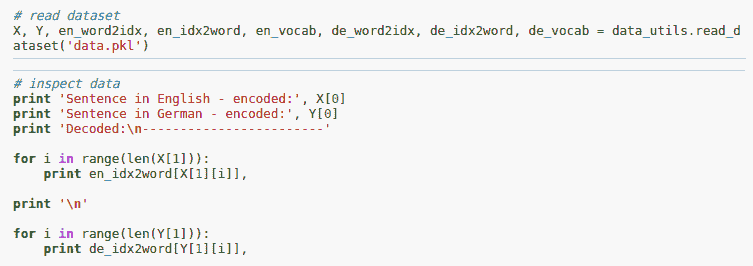 # read dataset
X, Y, en_word2idx, en_idx2word, en_vocab, de_word2idx, de_idx2word, de_vocab = data_utils.read_d
ataset('data.pkl')
# inspect data
print 'Sentence in English - encoded:', X[0]
print 'Sentence in German - encoded:', Y[0]
print 'Decoded:\n------------------------'
for i in range(len(X[1])):
    print en_idx2word[X[1][i]],
print '\n'
for i in range(len(Y[1])):
    print de_idx2word[Y[1][i]],